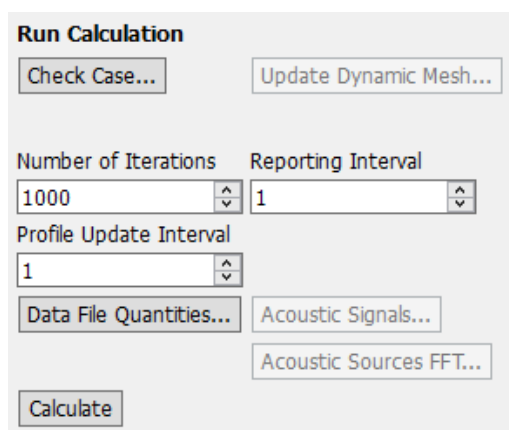 Run Calculation
Check Case... Update Dynamic Mesh...
Number of Iterations Reporting Interval
1000 1
Profile Update Interval
1
Data File Quantities... Acoustic Signals...
Acoustic Sources FFT...
Calculate